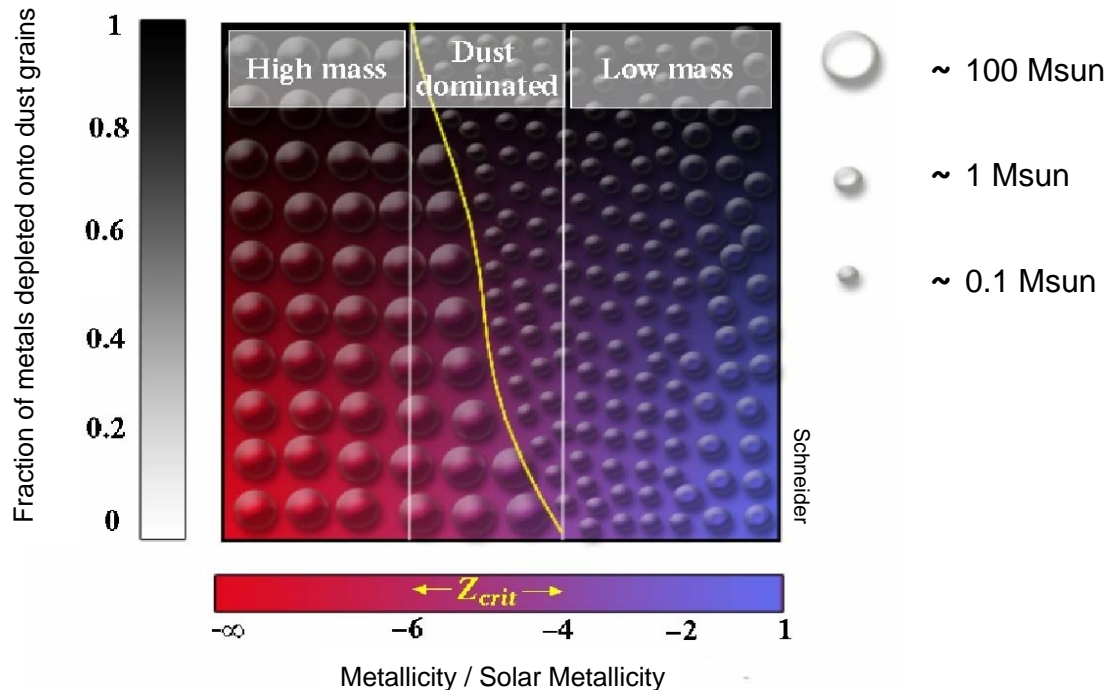 Fraction of metals depleted onto dust grains
1
0.8
0.6
0.4
0.2
0
High mass
Dust
dominated
Low mass
~ 100 Msun
~ 1 Msun
~ 0.1 Msun
Schneider
Z crit
-∞
−6
−4
−2
1
Metallicity / Solar Metallicity